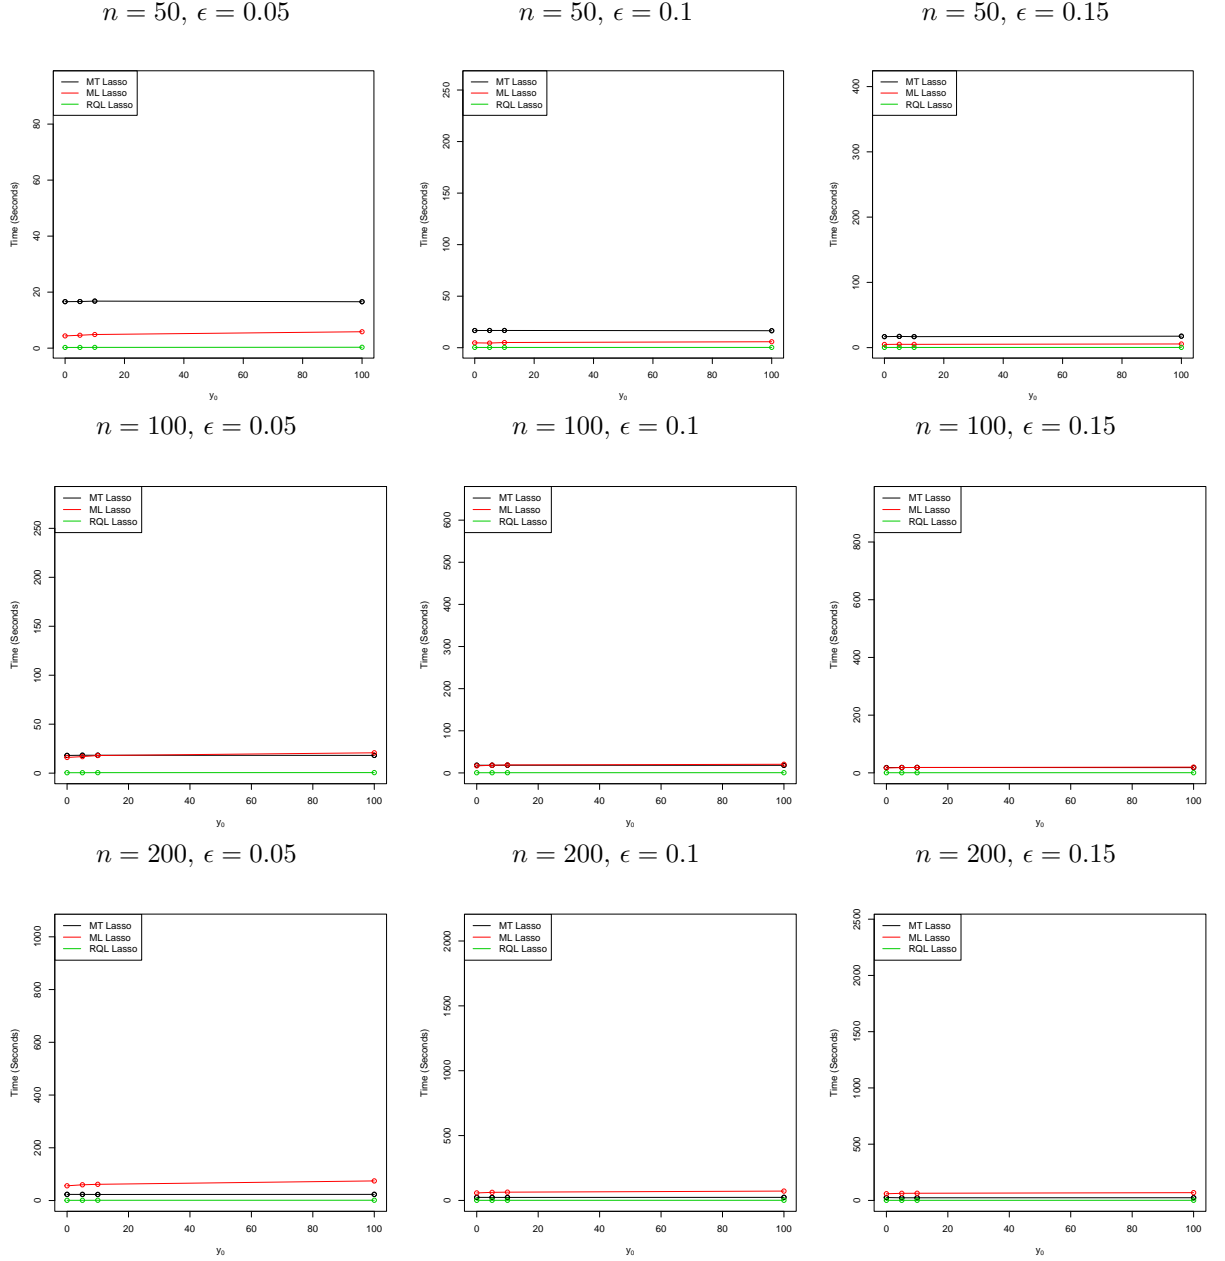 n = 50, ϵ = 0.05
MT Lasso
ML Lasso
RQL Lasso
Time (Seconds)
0 20 40 60 80
0 20 40 60 80 100
y₀
n = 50, ϵ = 0.1
MT Lasso
ML Lasso
RQL Lasso
Time (Seconds)
0 50 100 150 200 250
0 20 40 60 80 100
y₀
n = 50, ϵ = 0.15
MT Lasso
ML Lasso
RQL Lasso
Time (Seconds)
0 100 200 300 400
0 20 40 60 80 100
y₀
n = 100, ϵ = 0.05
MT Lasso
ML Lasso
RQL Lasso
Time (Seconds)
0 50 100 150 200 250
0 20 40 60 80 100
y₀
n = 100, ϵ = 0.1
MT Lasso
ML Lasso
RQL Lasso
Time (Seconds)
0 100 200 300 400 500 600
0 20 40 60 80 100
y₀
n = 100, ϵ = 0.15
MT Lasso
ML Lasso
RQL Lasso
Time (Seconds)
0 200 400 600 800
0 20 40 60 80 100
y₀
n = 200, ϵ = 0.05
MT Lasso
ML Lasso
RQL Lasso
Time (Seconds)
0 200 400 600 800 1000
0 20 40 60 80 100
y₀
n = 200, ϵ = 0.1
MT Lasso
ML Lasso
RQL Lasso
Time (Seconds)
0 500 1000 1500 2000
0 20 40 60 80 100
y₀
n = 200, ϵ = 0.15
MT Lasso
ML Lasso
RQL Lasso
Time (Seconds)
0 500 1000 1500 2000 2500
0 20 40 60 80 100
y₀